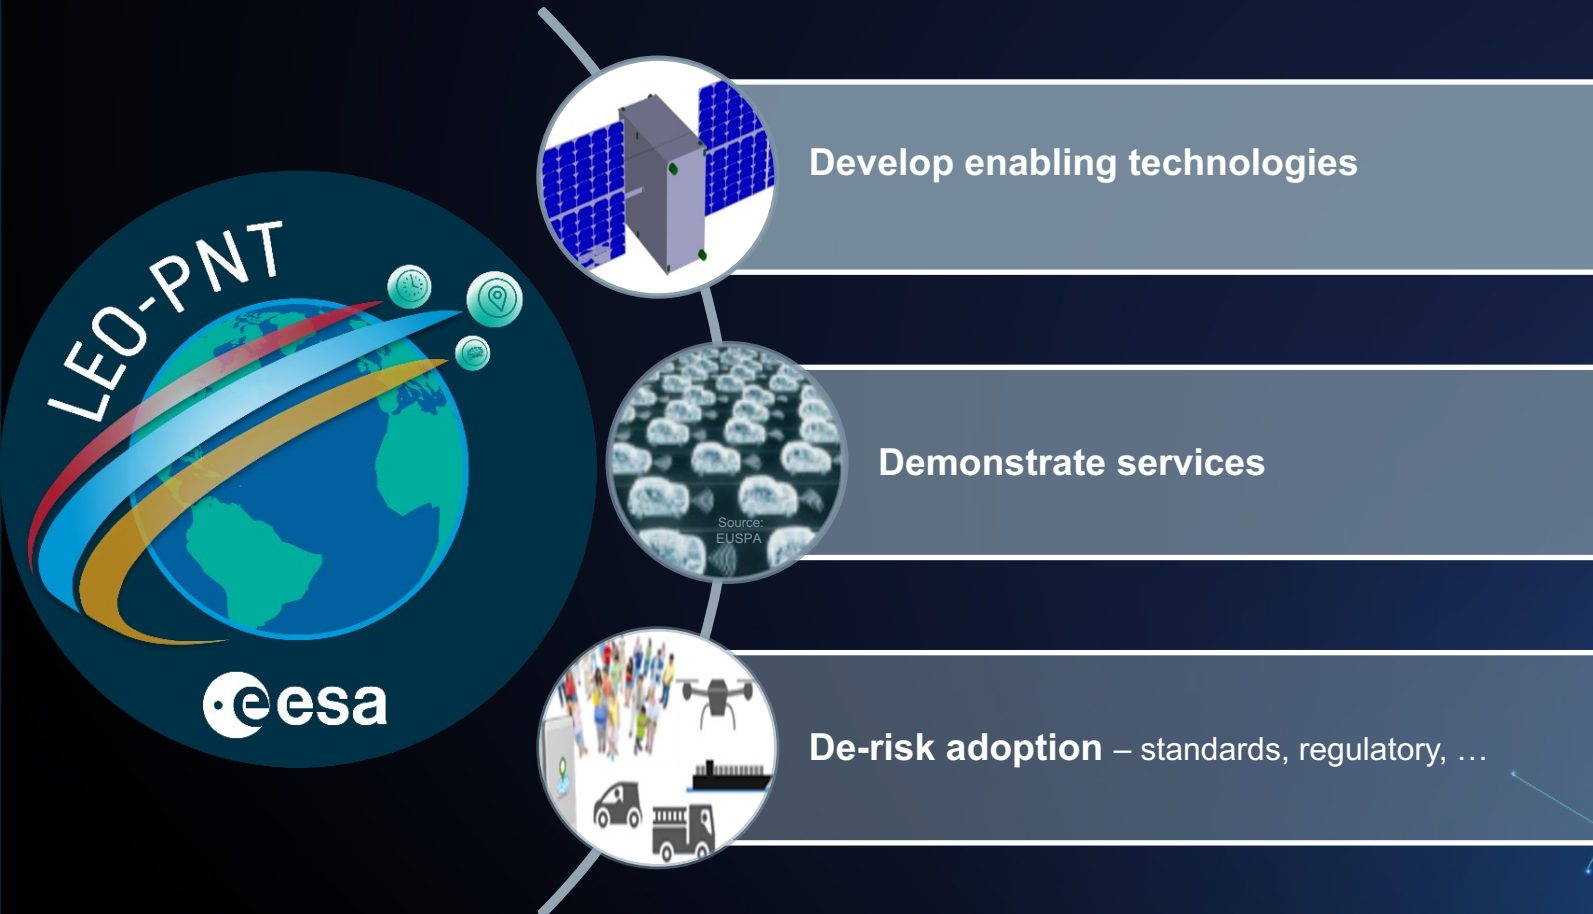 LEO-PNT
esa
Develop enabling technologies
Demonstrate services
Source:
EUSPA
De-risk adoption – standards, regulatory, …